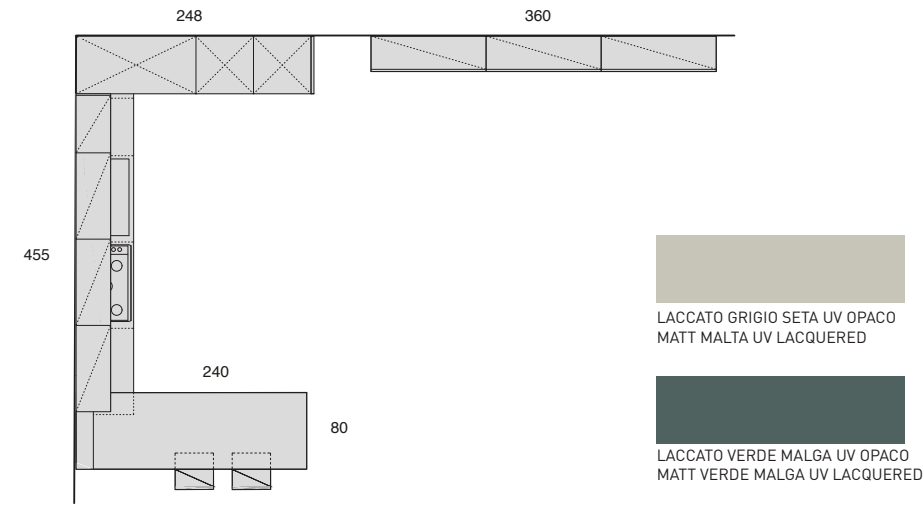 248
360
455
240
80
LACCATO GRIGIO SETA UV OPACO
MATT MALTA UV LACQUERED
LACCATO VERDE MALGA UV OPACO
MATT VERDE MALGA UV LACQUERED